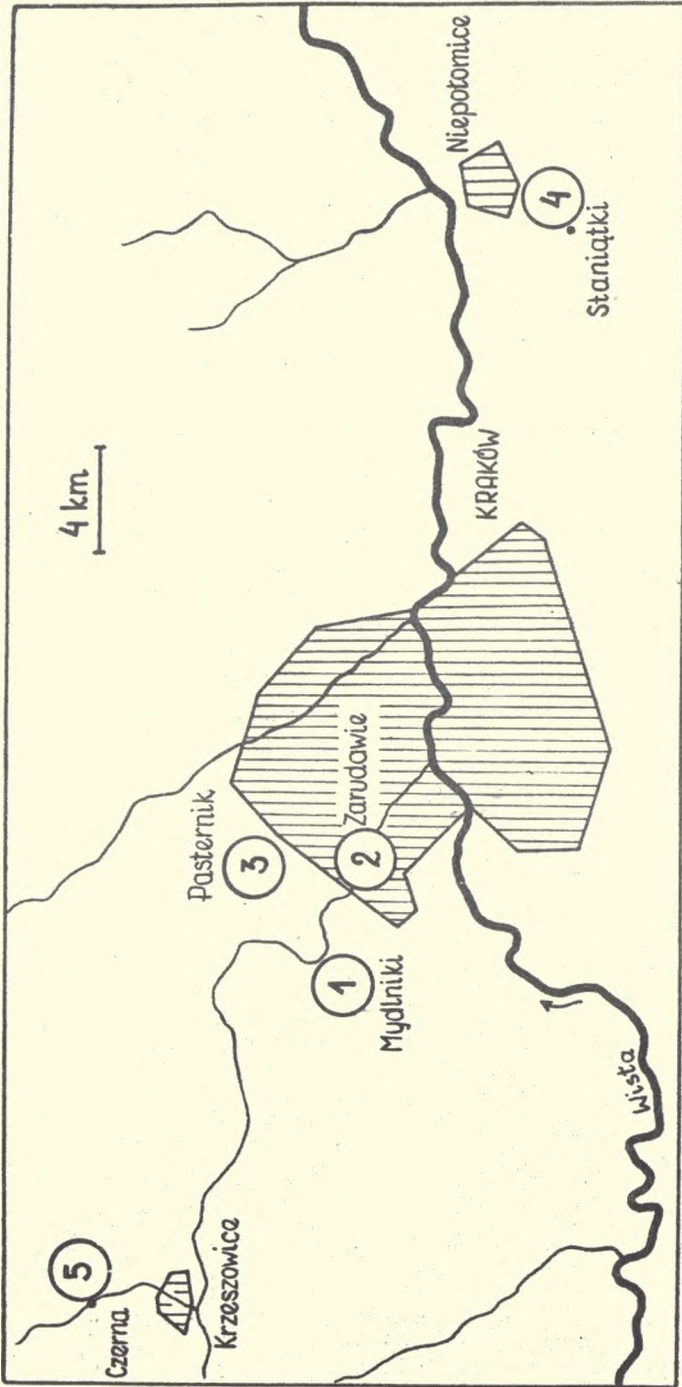 5
Czerna
Krzeszowice
4 km
Pasternik
3
Zarudawie
2
1
Mydlniki
KRAKÓW
Niepołomice
4
Staniątki
Wisła